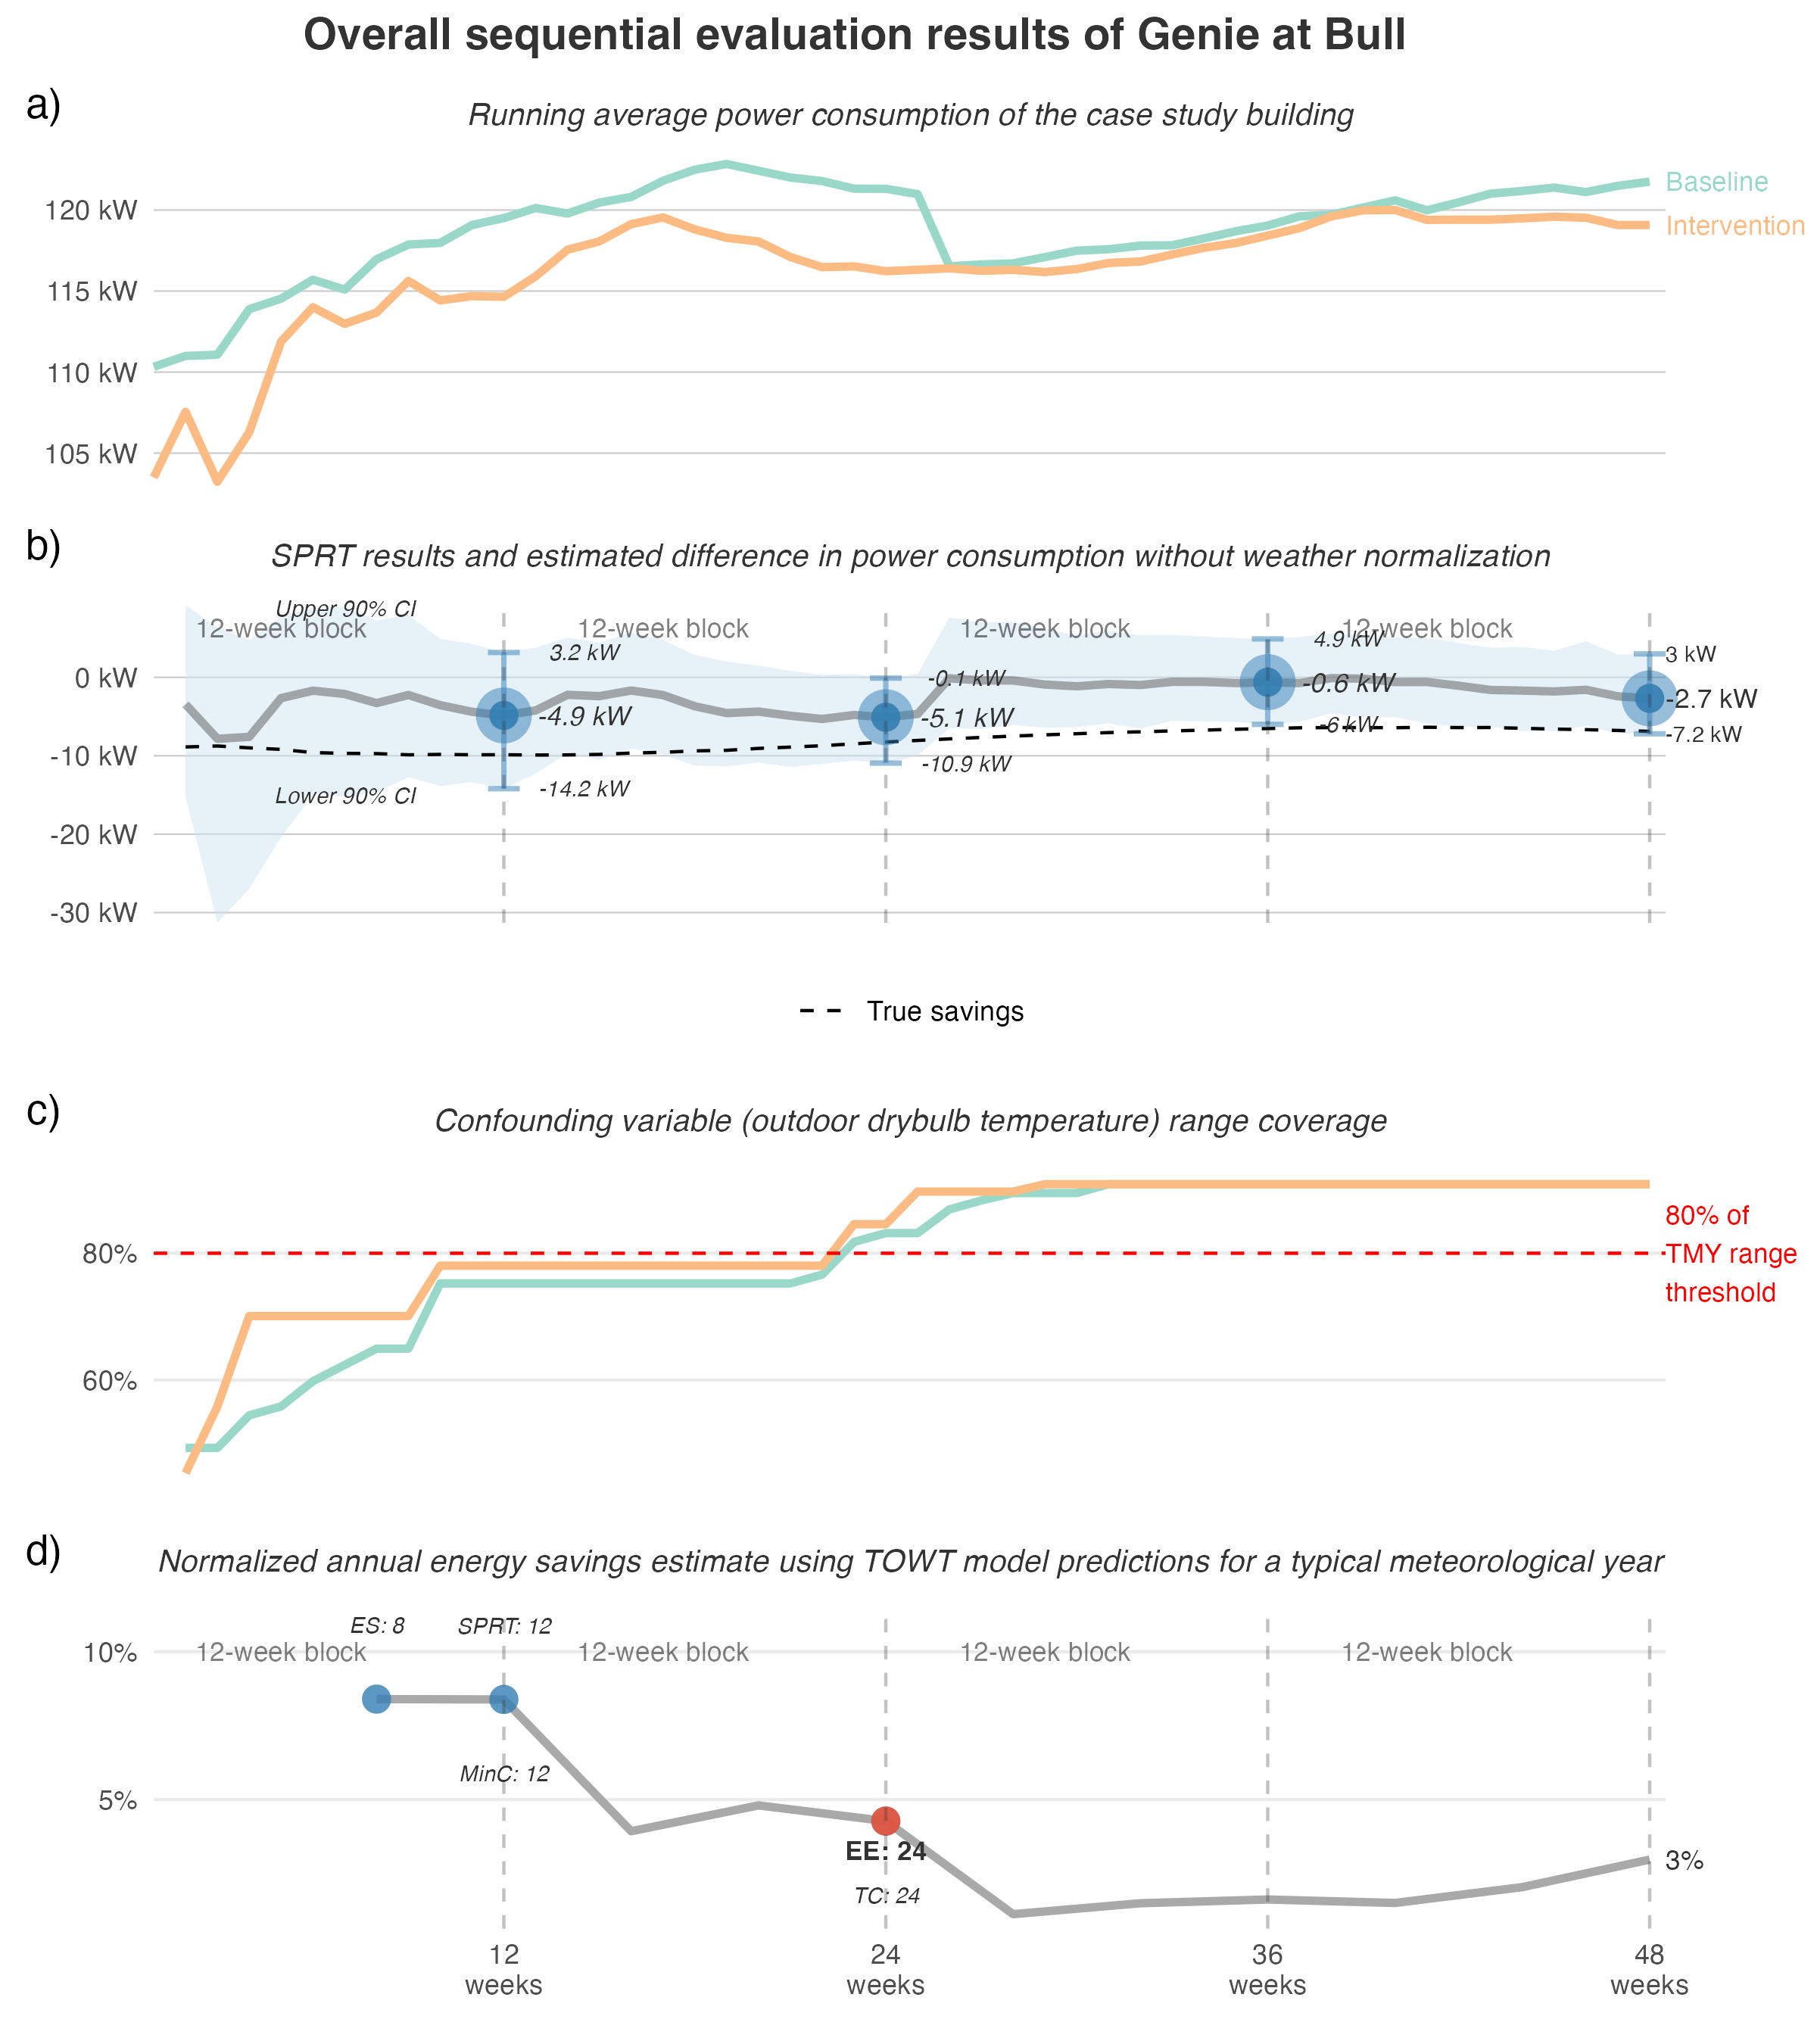 Overall sequential evaluation results of Genie at Bull
a)
Running average power consumption of the case study building
120 kW
115 kW
110 kW
105 kW
Baseline
Intervention
b)
SPRT results and estimated difference in power consumption without weather normalization
Upper 90% CI
12-week block
12-week block
12-week block
12-week block
0 kW
-10 kW
-20 kW
-30 kW
3.2 kW
-4.9 kW
-14.2 kW
Lower 90% CI
-0.1 kW
-5.1 kW
-10.9 kW
4.9 kW
-0.6 kW
-6 kW
3 kW
-2.7 kW
-7.2 kW
True savings
c)
Confounding variable (outdoor drybulb temperature) range coverage
80%
60%
80% of
TMY range
threshold
d)
Normalized annual energy savings estimate using TOWT model predictions for a typical meteorological year
ES: 8
SPRT: 12
10%
12-week block
12-week block
12-week block
12-week block
MinC: 12
5%
EE: 24
TC: 24
3%
12
weeks
24
weeks
36
weeks
48
weeks